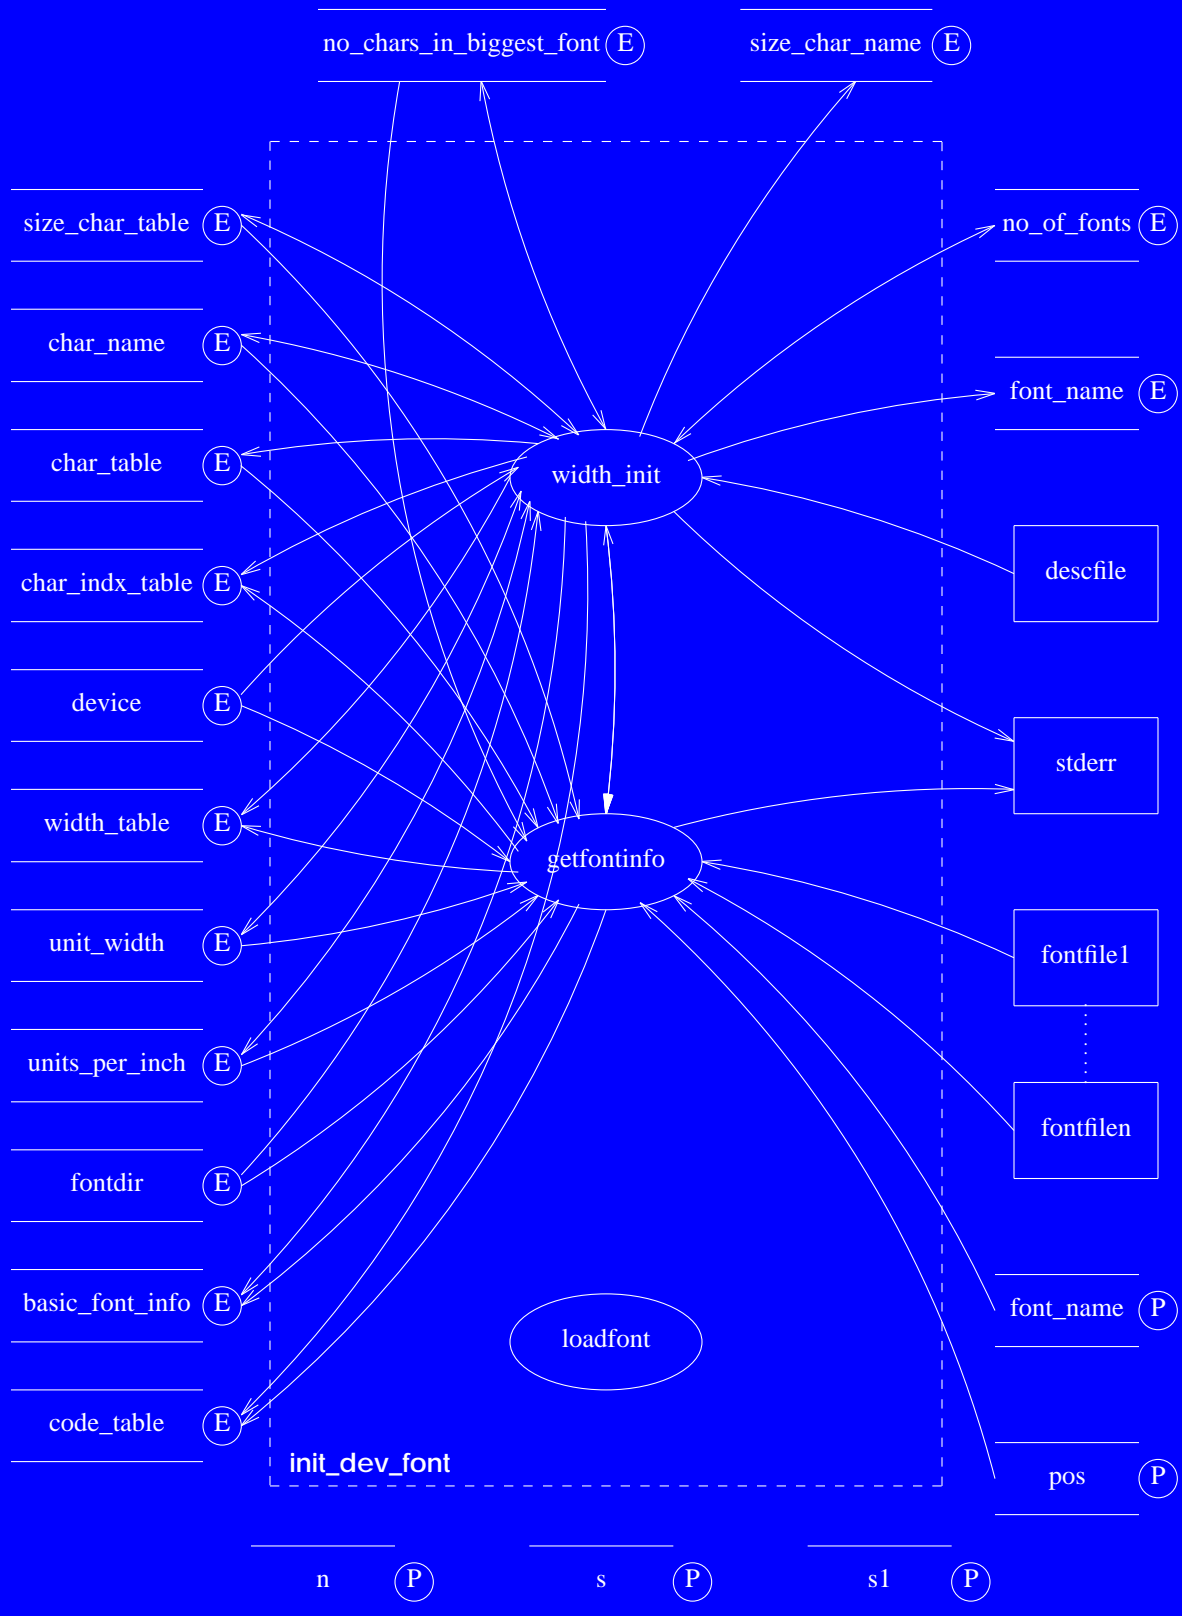 no_chars_in_biggest_font E
size_char_name E
size_char_table E
no_of_fonts E
char_name E
font_name E
char_table E
width_init
char_indx_table E
descfile
device E
stderr
width_table E
getfontinfo
unit_width E
fontfile1
units_per_inch E
fontfilen
fontdir E
basic_font_info E
font_name P
loadfont
code_table E
init_dev_font
pos P
n P
s P
s1 P